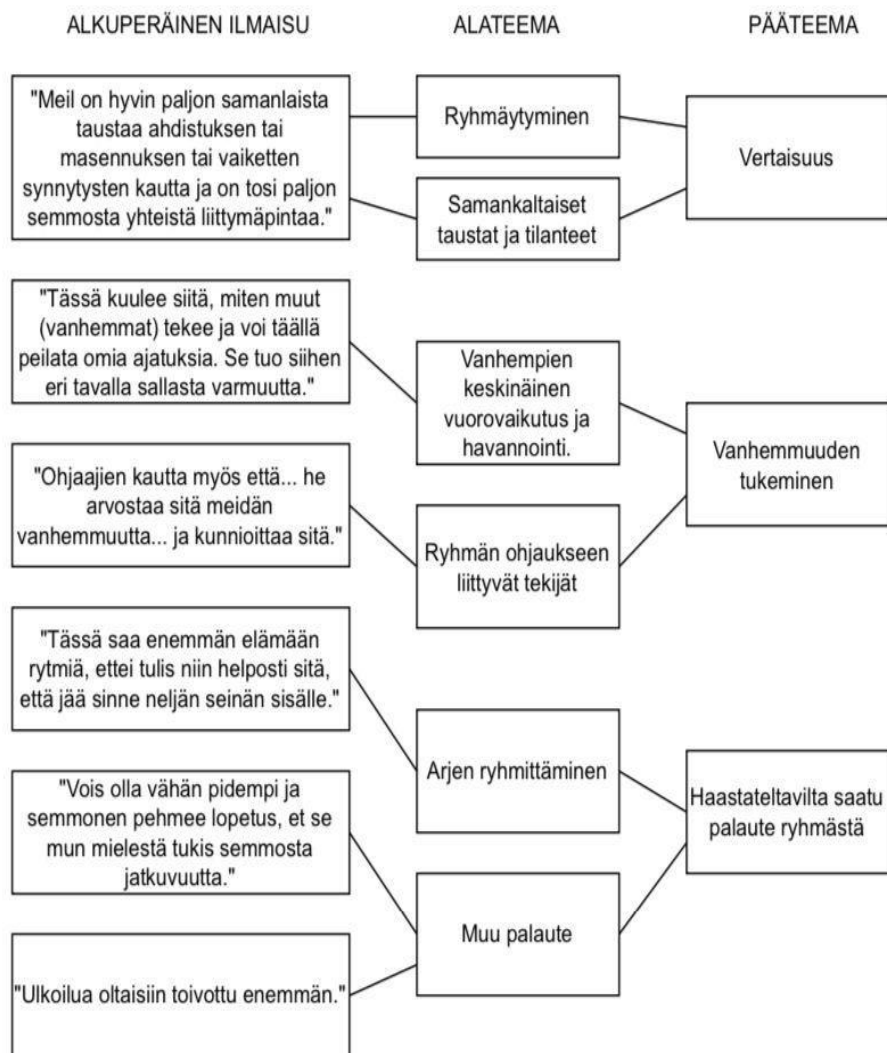 ALKUPERÄINEN ILMAISU
ALATEEMA
PÄÄTEEMA
"Meil on hyvin paljon samanlaista
taustaa ahdistuksen tai
masennuksen tai vaiketten
synnytysten kautta ja on tosi paljon
semmosta yhteistä liittymäpintaa."
Ryhmäytyminen
Samankaltaiset
taustat ja tilanteet
Vertaisuus
"Tässä kuulee siitä, miten muut
(vanhemmat) tekee ja voi täällä
peilata omia ajatuksia. Se tuo siihen
eri tavalla sallasta varmuutta."
Vanhempien
keskinäinen
vuorovaikutus ja
havannointi.
Vanhemmuuden
tukeminen
"Ohjaajien kautta myös että... he
arvostaa sitä meidän
vanhemmuutta... ja kunnioittaa sitä."
Ryhmän ohjaukseen
liittyvät tekijät
"Tässä saa enemmän elämään
rytmiä, ettei tulis niin helposti sitä,
että jää sinne neljän seinän sisälle."
Arjen ryhmittäminen
Haastateltavilta saatu
palaute ryhmästä
"Vois olla vähän pidempi ja
semmonen pehmee lopetus, et se
mun mielestä tukis semmosta
jatkuvuutta."
Muu palaute
"Ulkoilua oltaisiin toivottu enemmän."